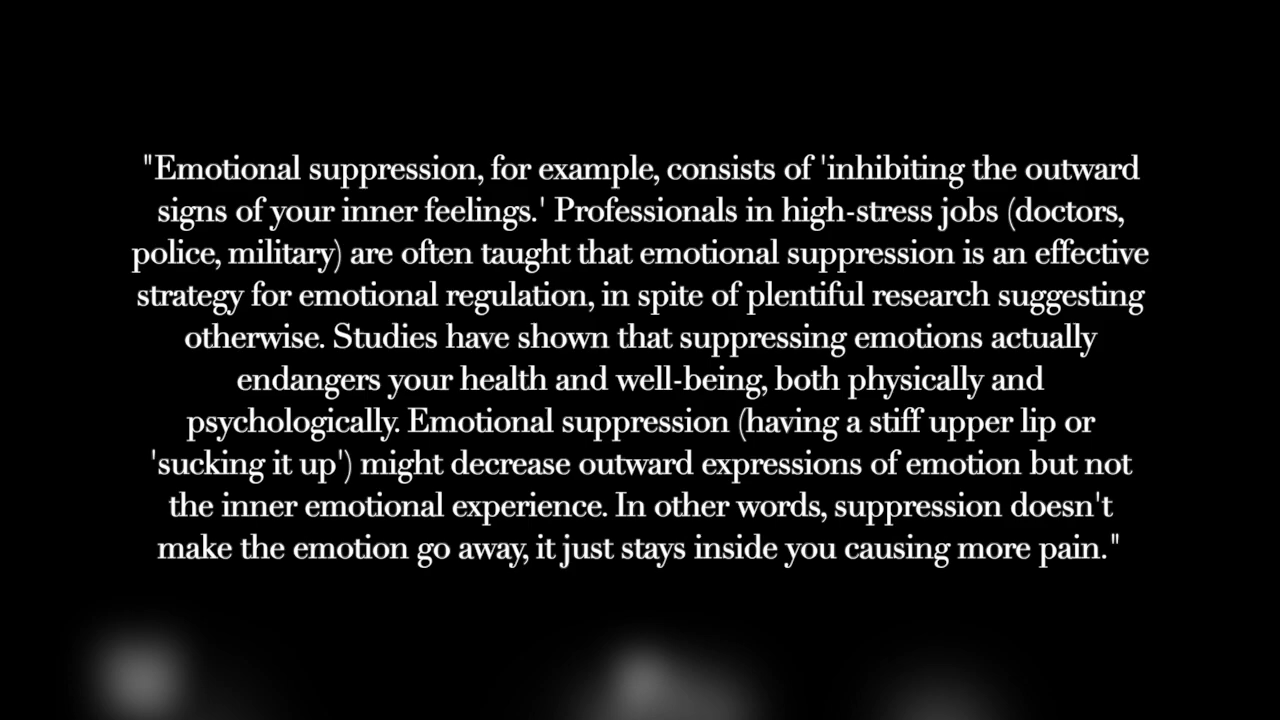 "Emotional suppression, for example, consists of 'inhibiting the outward
signs of your inner feelings.' Professionals in high-stress jobs (doctors,
police, military) are often taught that emotional suppression is an effective
strategy for emotional regulation, in spite of plentiful research suggesting
otherwise. Studies have shown that suppressing emotions actually
endangers your health and well-being, both physically and
psychologically. Emotional suppression (having a stiff upper lip or
'sucking it up') might decrease outward expressions of emotion but not
the inner emotional experience. In other words, suppression doesn't
make the emotion go away, it just stays inside you causing more pain."